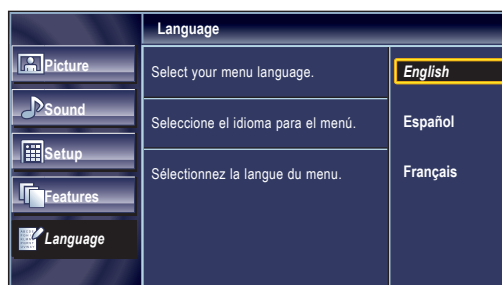 Language
Picture
Sound
Setup
Features
Language
Select your menu language.
Seleccione el idioma para el menú.
Sélectionnez la langue du menu.
English
Español
Français